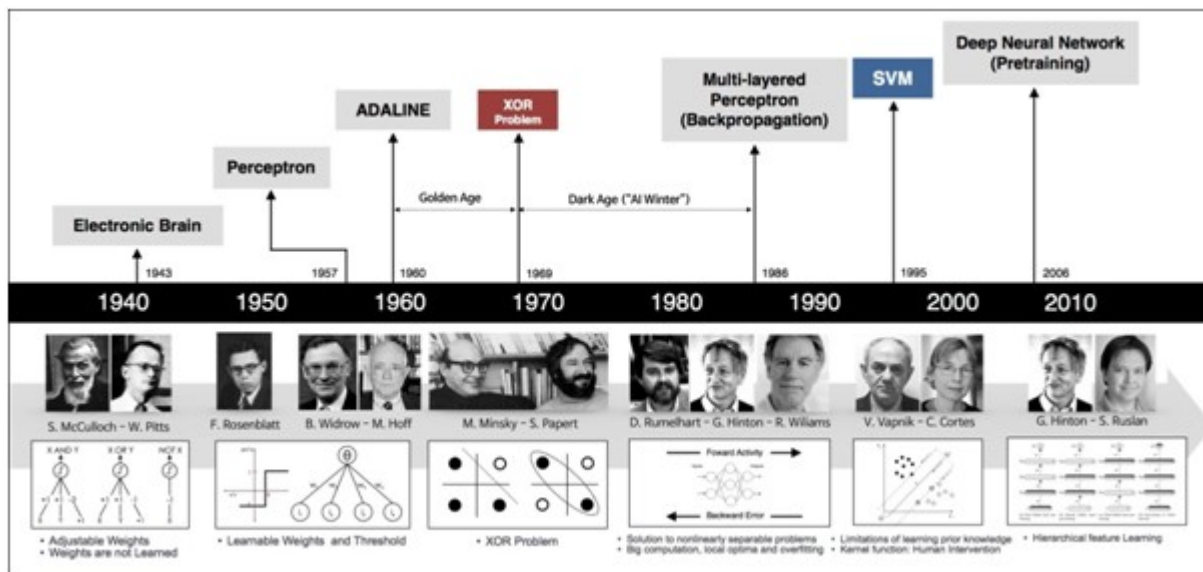 Deep Neural Network
(Pretraining)
Multi-layered
Perceptron
(Backpropagation)
SVM
ADALINE
XOR
Problem
Perceptron
Golden Age
Dark Age ("AI Winter")
Electronic Brain
1943
1957
1960
1969
1986
1995
2006
1940
1950
1960
1970
1980
1990
2000
2010
S. McCulloch – W. Pitts
F. Rosenblatt
B. Widrow – M. Hoff
M. Minsky – S. Papert
D. Rumelhart – G. Hinton – R. Wiliams
V. Vapnik – C. Cortes
G. Hinton – S. Ruslan
X AND Y
X OR Y
NOT X
Foward Activity
Backward Error
• Adjustable Weights
• Weights are not Learned
• Learnable Weights and Threshold
• XOR Problem
• Solution to nonlinearly separable problems
• Big computation, local optima and overfitting
• Limitations of learning prior knowledge
• Kernel function: Human Intervention
• Hierarchical feature Learning